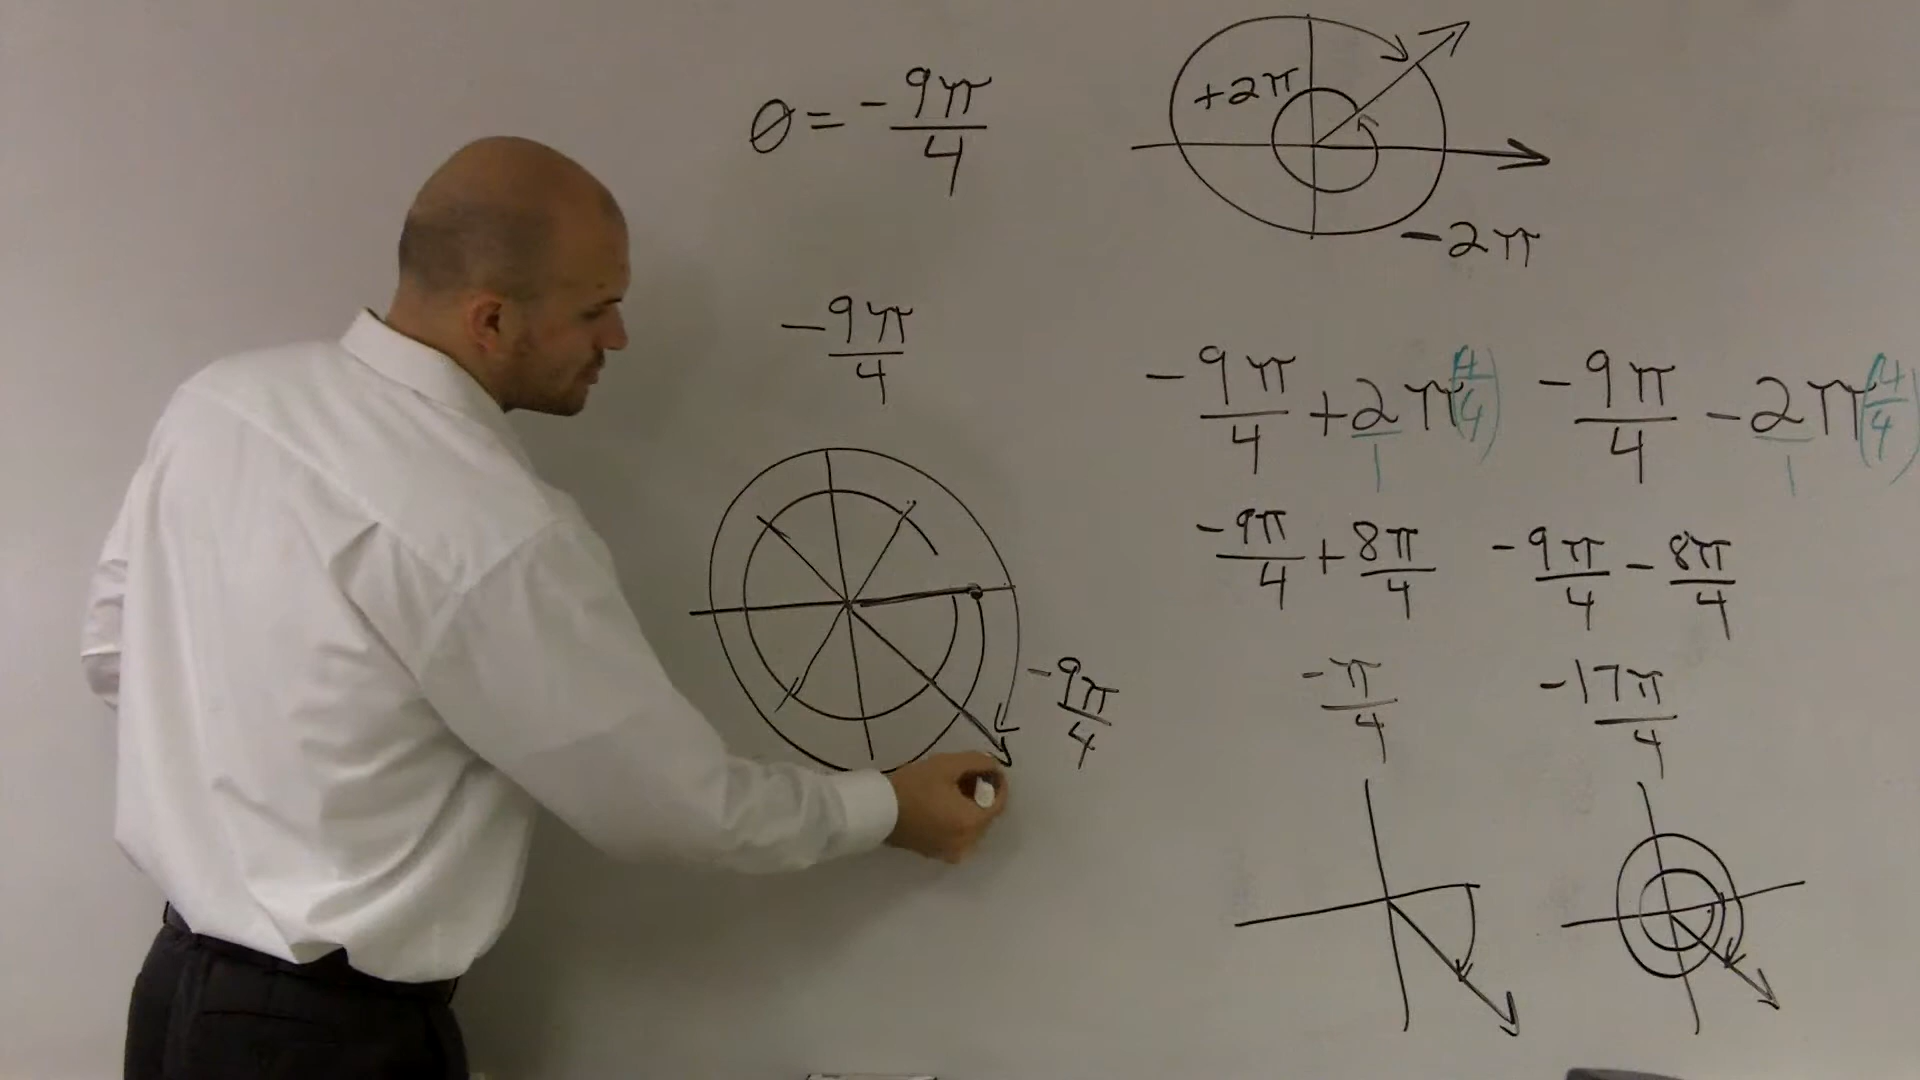 θ = -9π/4
+2π
-2π
-9π/4
-9π/4 + 2π/1 (4/4)
-9π/4 - 2π/1 (4/4)
-9π/4 + 8π/4
-9π/4 - 8π/4
-π/4
-17π/4
-9π/4